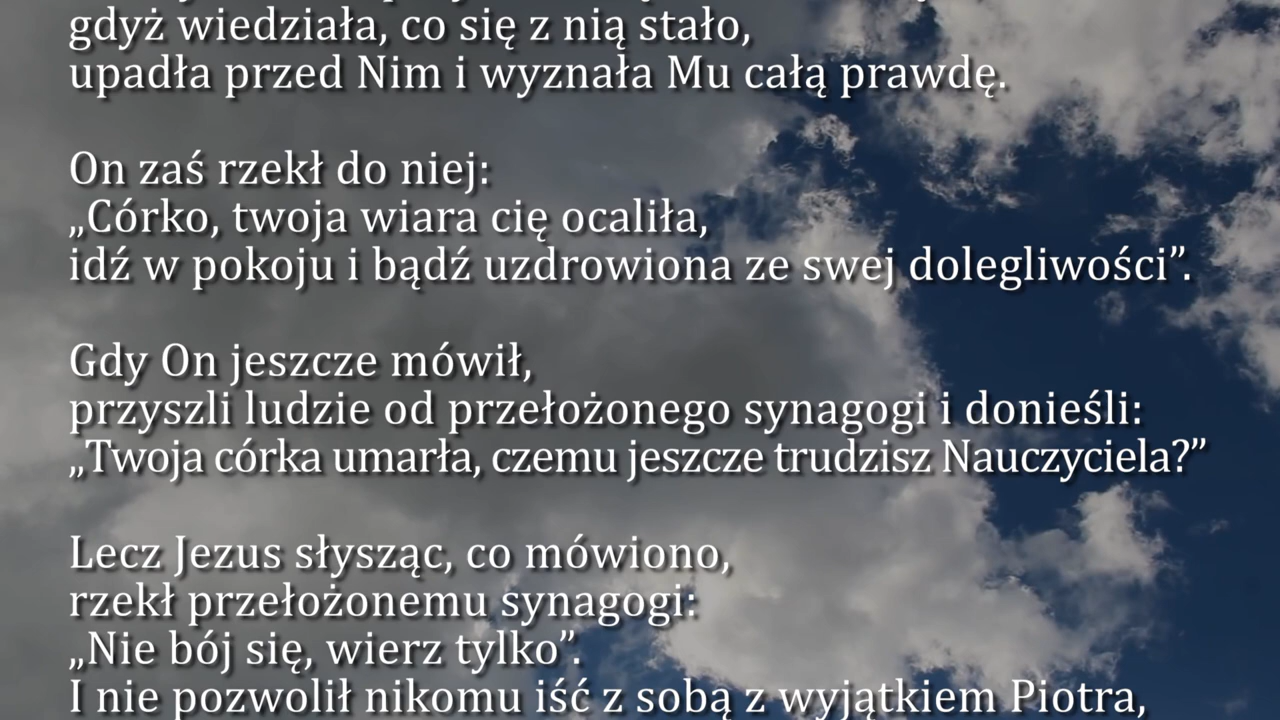 gdyż wiedziała, co się z nią stało,
upadła przed Nim i wyznała Mu całą prawdę.
On zaś rzekł do niej:
„Córko, twoja wiara cię ocaliła,
idź w pokoju i bądź uzdrowiona ze swej dolegliwości”.
Gdy On jeszcze mówił,
przyszli ludzie od przełożonego synagogi i donieśli:
„Twoja córka umarła, czemu jeszcze trudzisz Nauczyciela?”
Lecz Jezus słysząc, co mówiono,
rzekł przełożonemu synagogi:
„Nie bój się, wierz tylko”.
I nie pozwolił nikomu iść z sobą z wyjątkiem Piotra,